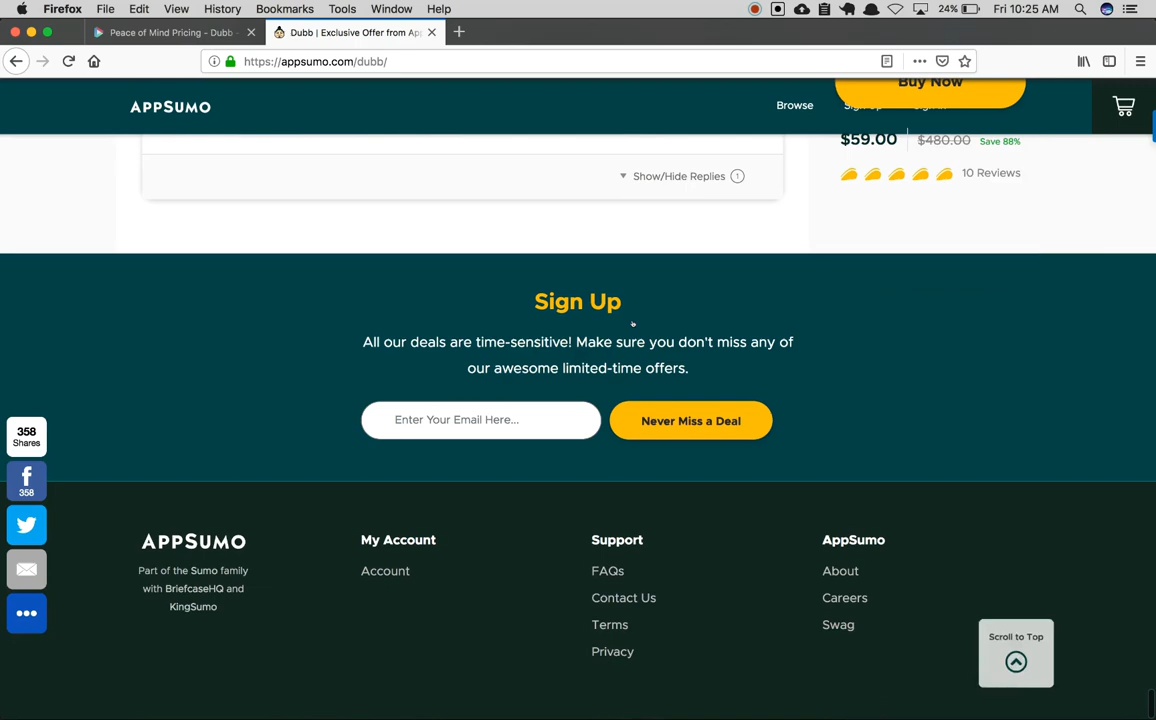 Firefox File Edit View History Bookmarks Tools Window Help 24% Fri 10:25 AM
Peace of Mind Pricing - Dubb Dubb | Exclusive Offer from Ap
https://appsumo.com/dubb/
Buy Now
APPSUMO Browse Sign Up Sign In
$59.00 $480.00 Save 88%
10 Reviews
Show/Hide Replies 1
Sign Up
All our deals are time-sensitive! Make sure you don't miss any of
our awesome limited-time offers.
Enter Your Email Here... Never Miss a Deal
358
Shares
358
APPSUMO
Part of the Sumo family
with BriefcaseHQ and
KingSumo
My Account
Account
Support
FAQs
Contact Us
Terms
Privacy
AppSumo
About
Careers
Swag
Scroll to Top